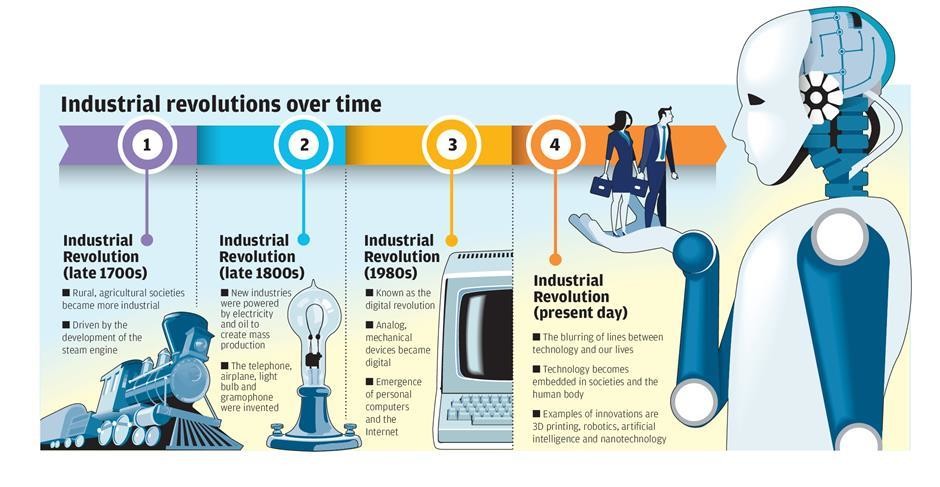 Industrial revolutions over time
1
2
3
4
Industrial
Revolution
(late 1700s)
■ Rural, agricultural societies
became more industrial
■ Driven by the
development of the
steam engine
Industrial
Revolution
(late 1800s)
■ New industries
were powered
by electricity
and oil to
create mass
production
■ The telephone,
airplane, light
bulb and
gramophone
were invented
Industrial
Revolution
(1980s)
■ Known as the
digital revolution
■ Analog,
mechanical
devices became
digital
■ Emergence
of personal
computers
and the
Internet
Industrial
Revolution
(present day)
■ The blurring of lines between
technology and our lives
■ Technology becomes
embedded in societies and the
human body
■ Examples of innovations are
3D printing, robotics, artificial
intelligence and nanotechnology